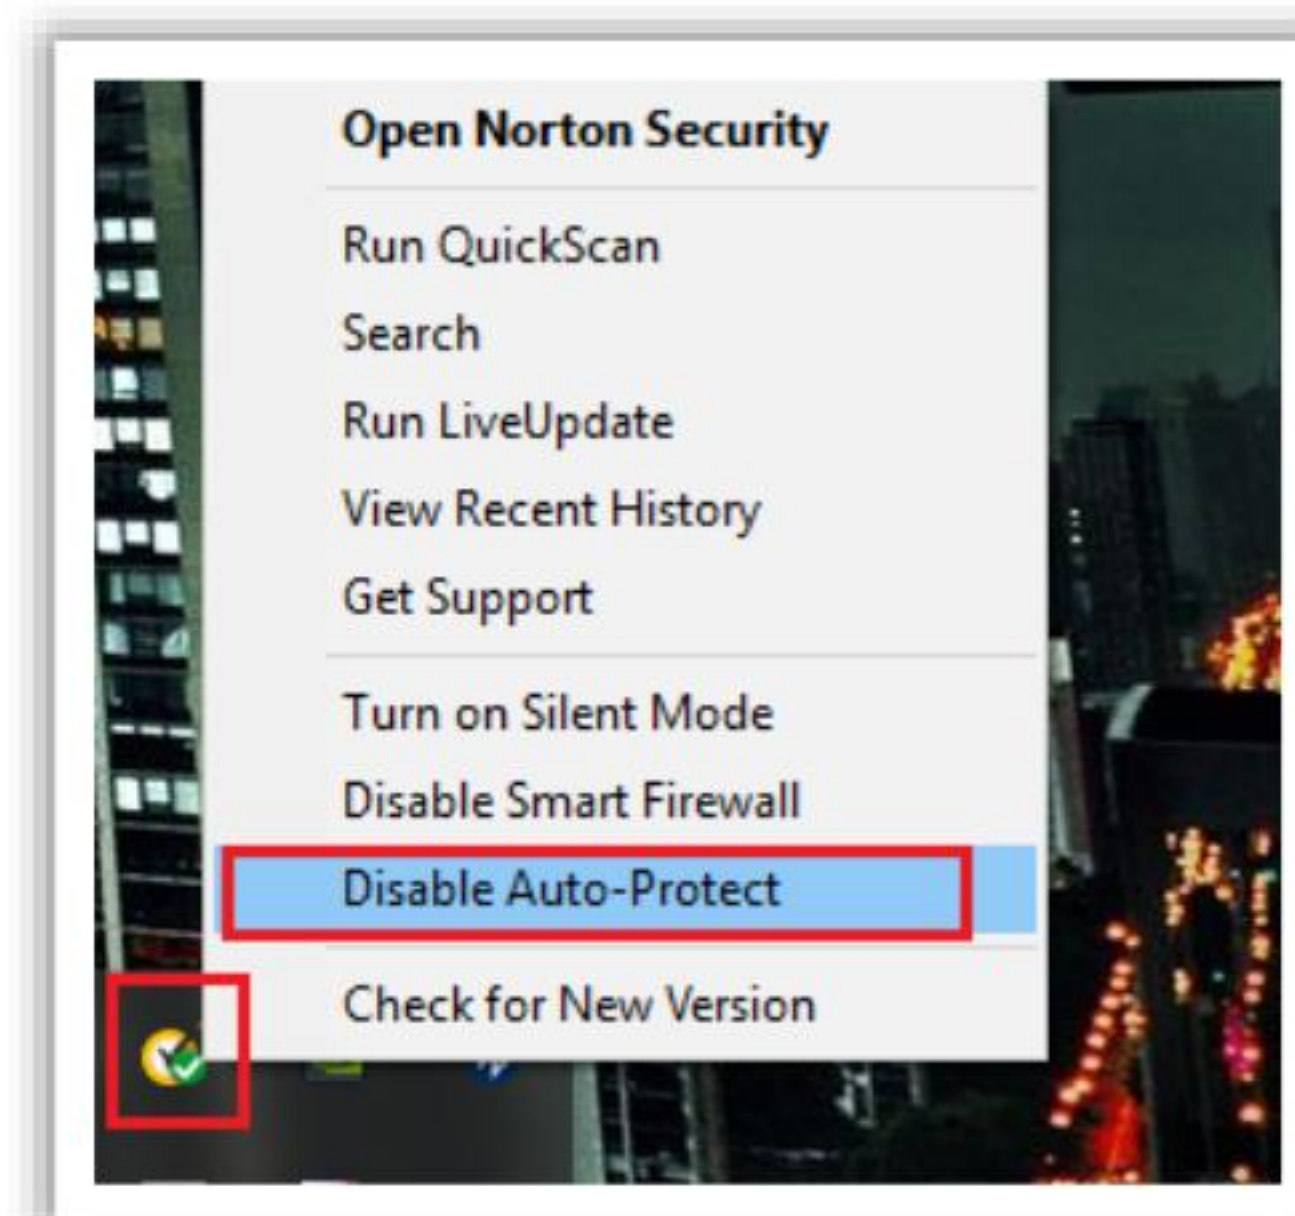 Open Norton Security
Run QuickScan
Search
Run LiveUpdate
View Recent History
Get Support
Turn on Silent Mode
Disable Smart Firewall
Disable Auto-Protect
Check for New Version